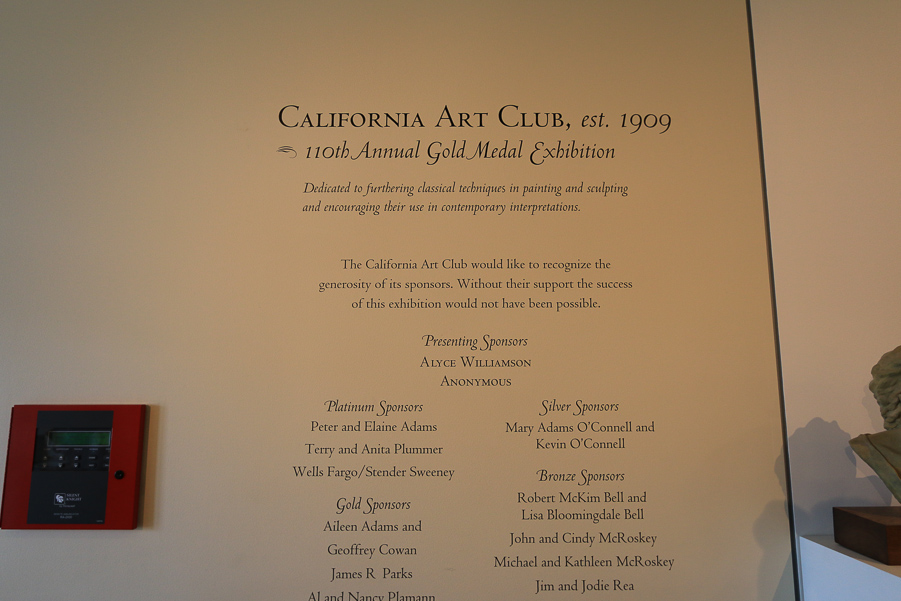 California Art Club, est. 1909
110th Annual Gold Medal Exhibition
Dedicated to furthering classical techniques in painting and sculpting
and encouraging their use in contemporary interpretations.
The California Art Club would like to recognize the
generosity of its sponsors. Without their support the success
of this exhibition would not have been possible.
Presenting Sponsors
Alyce Williamson
Anonymous
Platinum Sponsors
Peter and Elaine Adams
Terry and Anita Plummer
Wells Fargo/Stender Sweeney
Gold Sponsors
Aileen Adams and
Geoffrey Cowan
James R Parks
Al and Nancy Plamann
Silver Sponsors
Mary Adams O'Connell and
Kevin O'Connell
Bronze Sponsors
Robert McKim Bell and
Lisa Bloomingdale Bell
John and Cindy McRoskey
Michael and Kathleen McRoskey
Jim and Jodie Rea
SILENT
KNIGHT